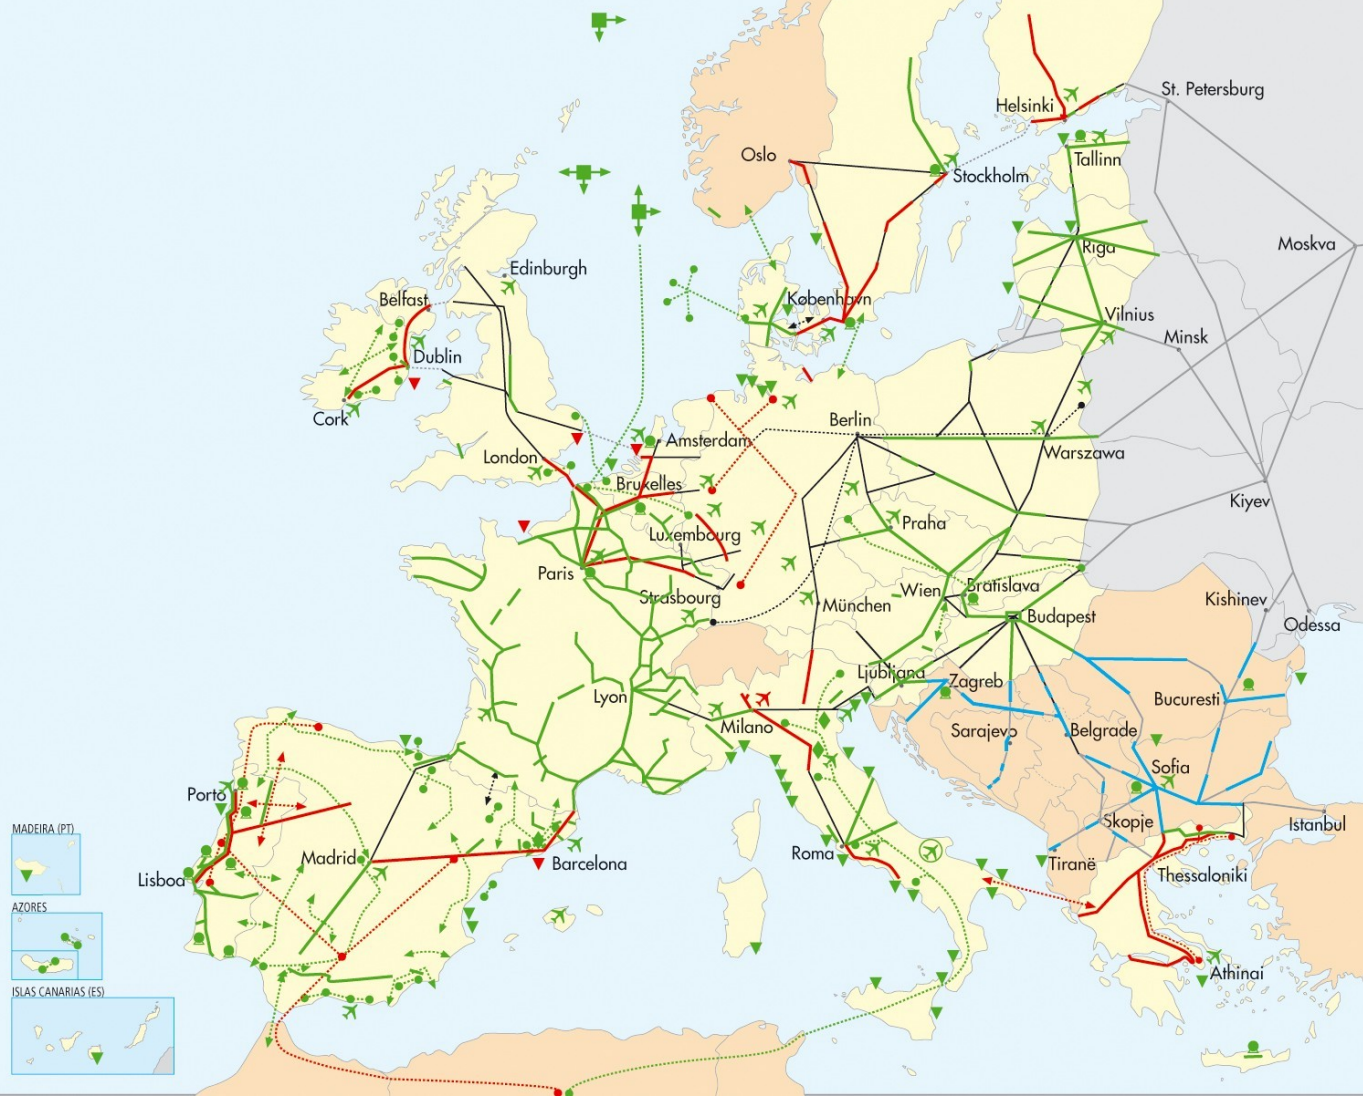 Helsinki
St. Petersburg
Oslo
Tallinn
Stockholm
Moskva
Riga
Edinburgh
Belfast
København
Vilnius
Minsk
Dublin
Cork
Berlin
Amsterdam
London
Warszawa
Bruxelles
Kiyev
Praha
Luxembourg
Paris
Strasbourg
Wien
Bratislava
München
Budapest
Kishinev
Odessa
Ljubljana
Zagreb
Lyon
Bucuresti
Milano
Sarajevo
Belgrade
Sofia
Porto
Skopje
Istanbul
MADEIRA (PT)
Madrid
Barcelona
Roma
Tiranë
Lisboa
Thessaloniki
AZORES
Athinai
ISLAS CANARIAS (ES)